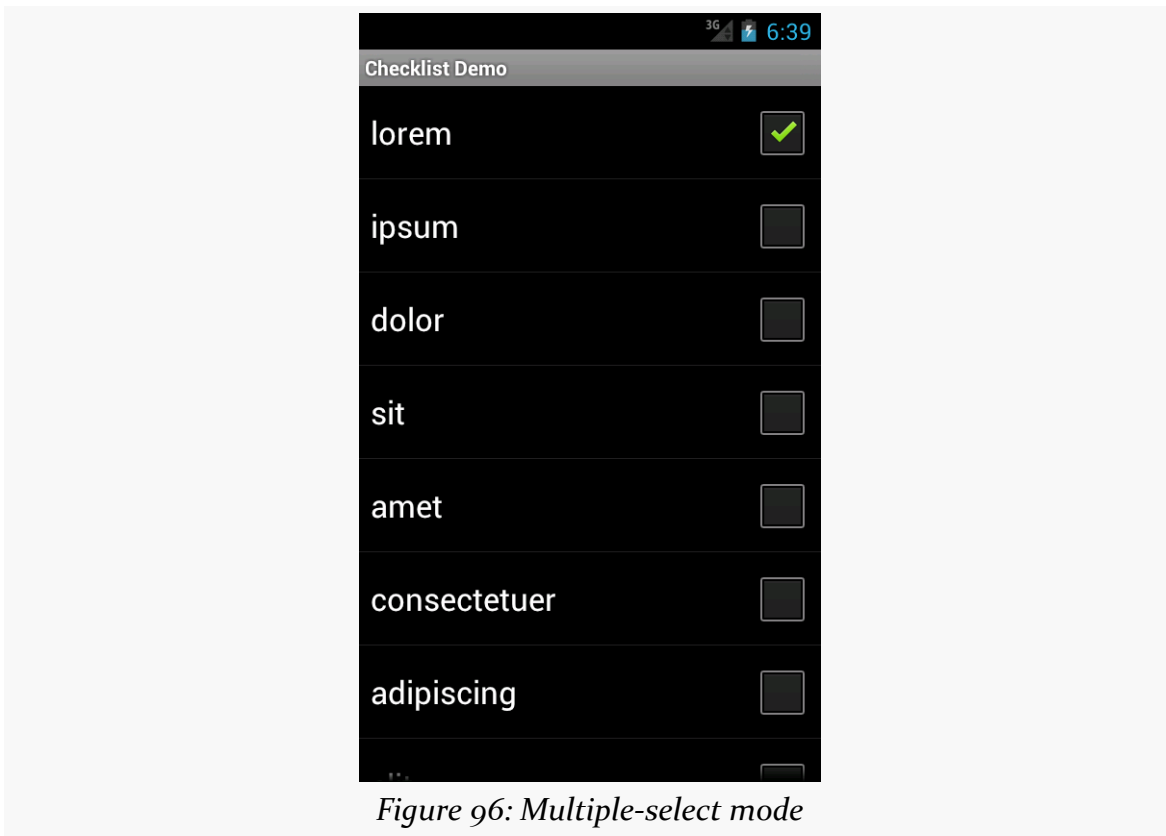 3G 6:39
Checklist Demo
lorem
ipsum
dolor
sit
amet
consectetuer
adipiscing
Figure 96: Multiple-select mode